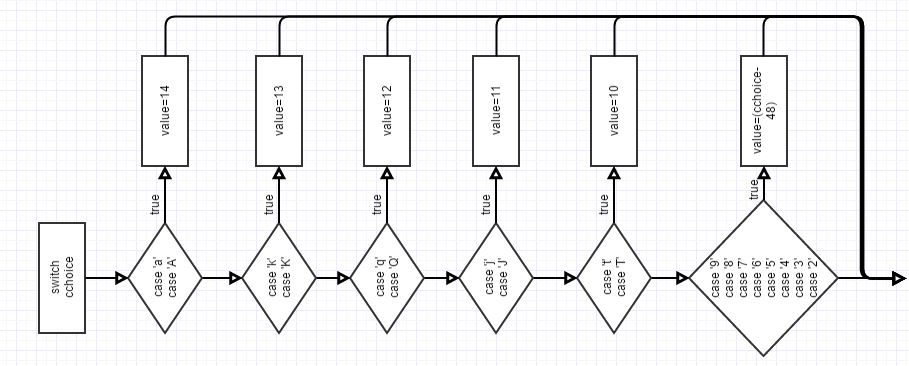 switch
cchoice
case 'a'
case 'A'
true
value=14
case 'k'
case 'K'
true
value=13
case 'q'
case 'Q'
true
value=12
case 'j'
case 'J'
true
value=11
case 't'
case 'T'
true
value=10
case '9'
case '8'
case '7'
case '6'
case '5'
case '4'
case '3'
case '2'
true
value=(cchoice-
48)